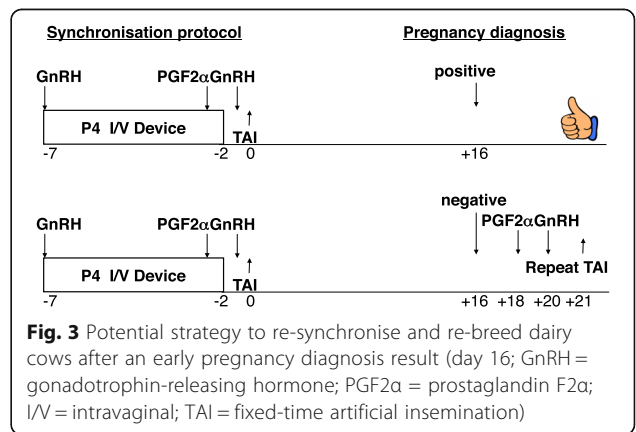 Synchronisation protocol Pregnancy diagnosis
GnRH PGF2αGnRH positive
P4 I/V Device TAI
-7 -2 0 +16
negative
GnRH PGF2αGnRH PGF2αGnRH
P4 I/V Device TAI Repeat TAI
-7 -2 0 +16 +18 +20 +21
Fig. 3 Potential strategy to re-synchronise and re-breed dairy
cows after an early pregnancy diagnosis result (day 16; GnRH =
gonadotrophin-releasing hormone; PGF2α = prostaglandin F2α;
I/V = intravaginal; TAI = fixed-time artificial insemination)